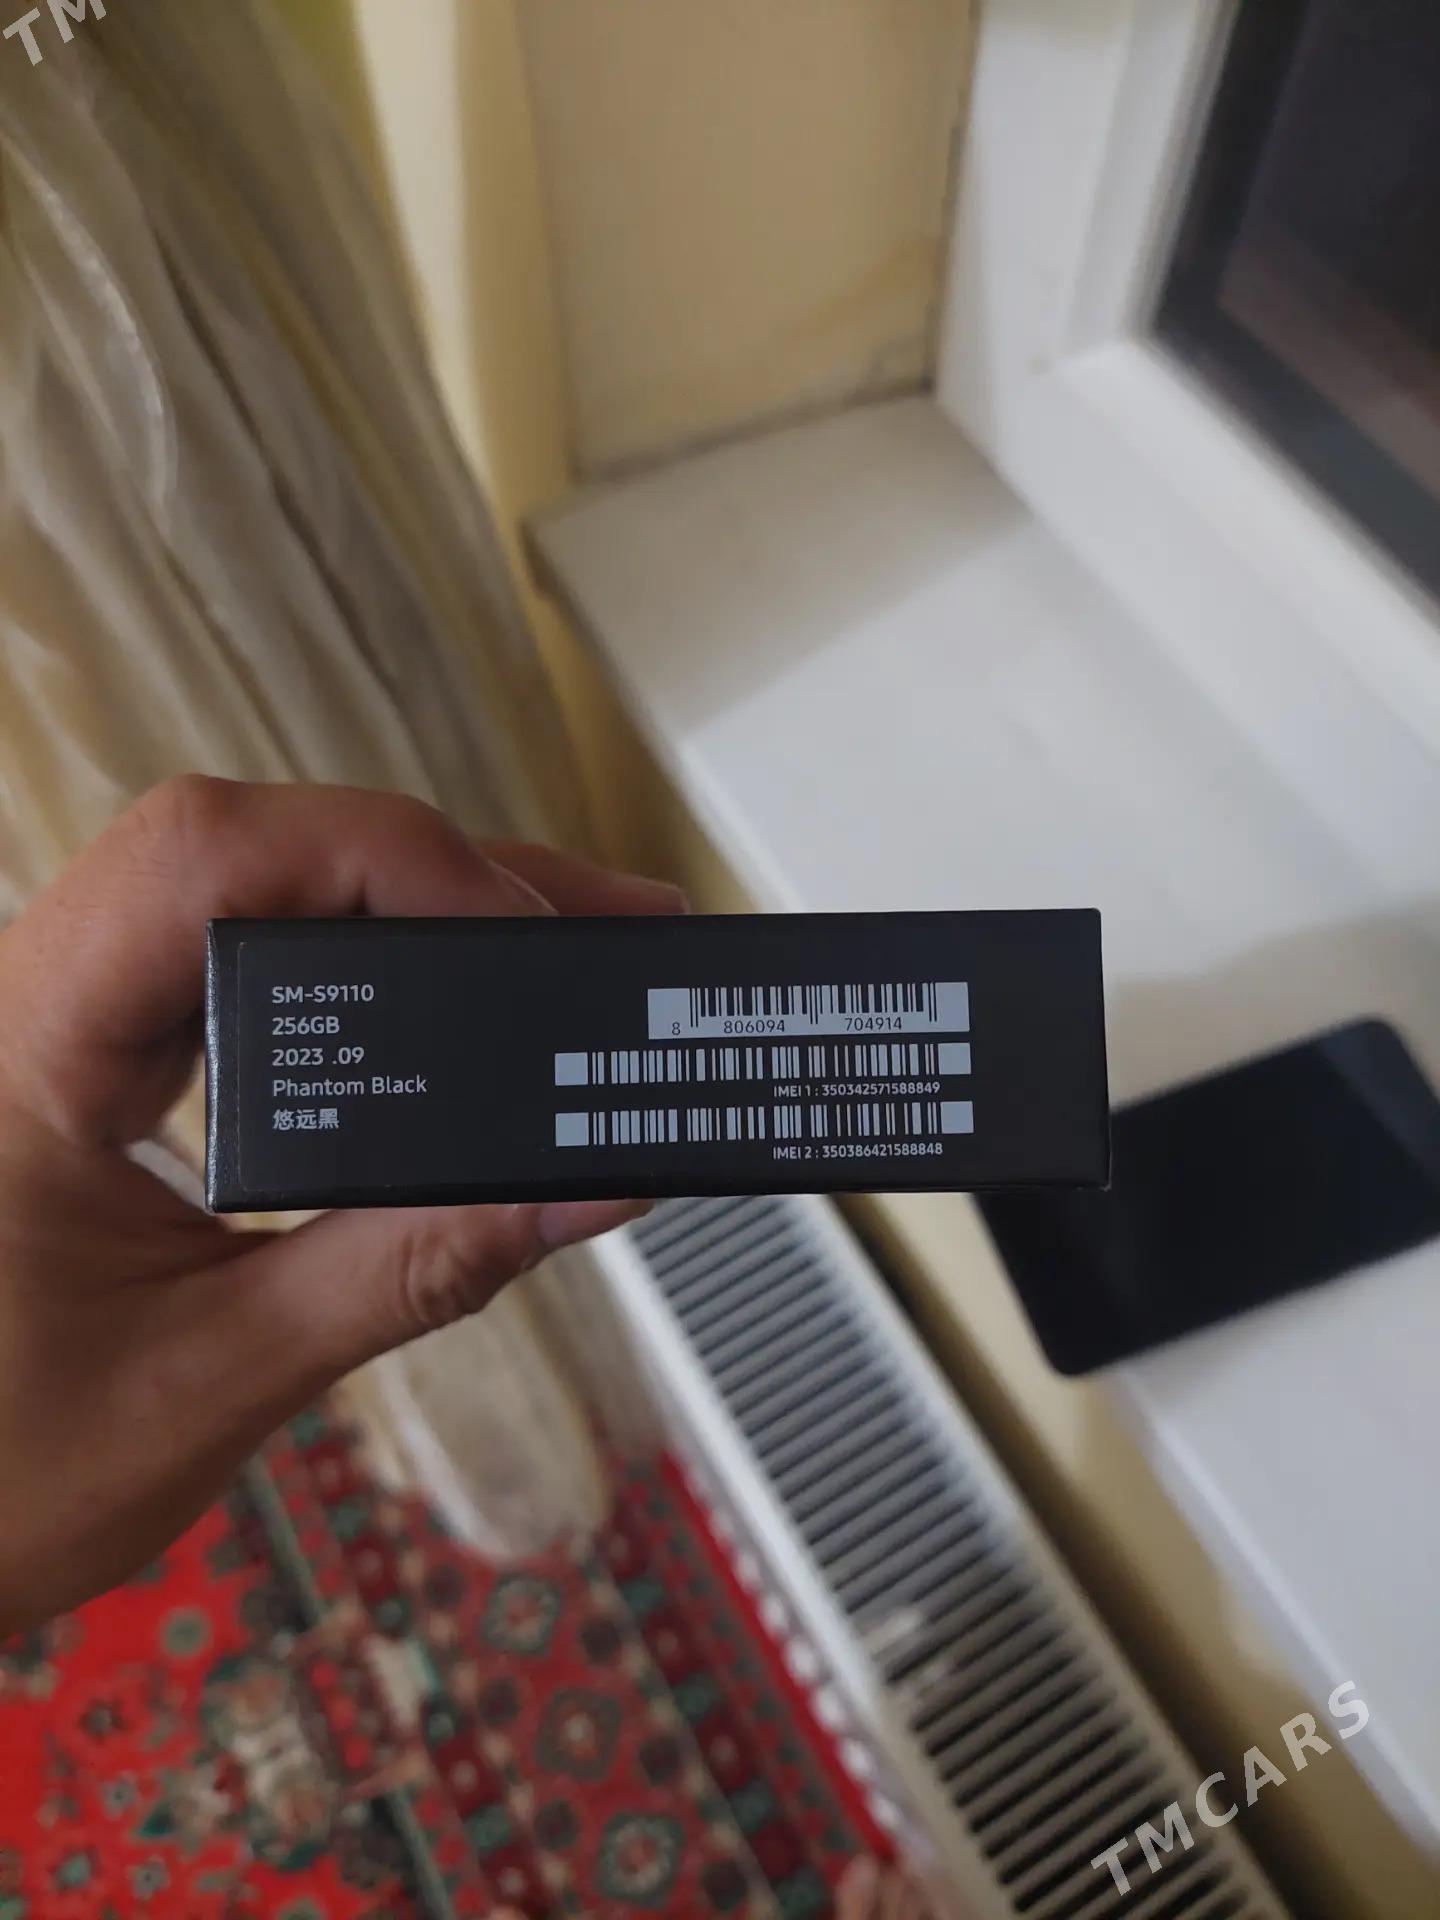 TM
SM-S9110
256GB
2023 .09
Phantom Black
悠远黑
8 806094 704914
IMEI 1 : 350342571588849
IMEI 2 : 350386421588848
TMCARS